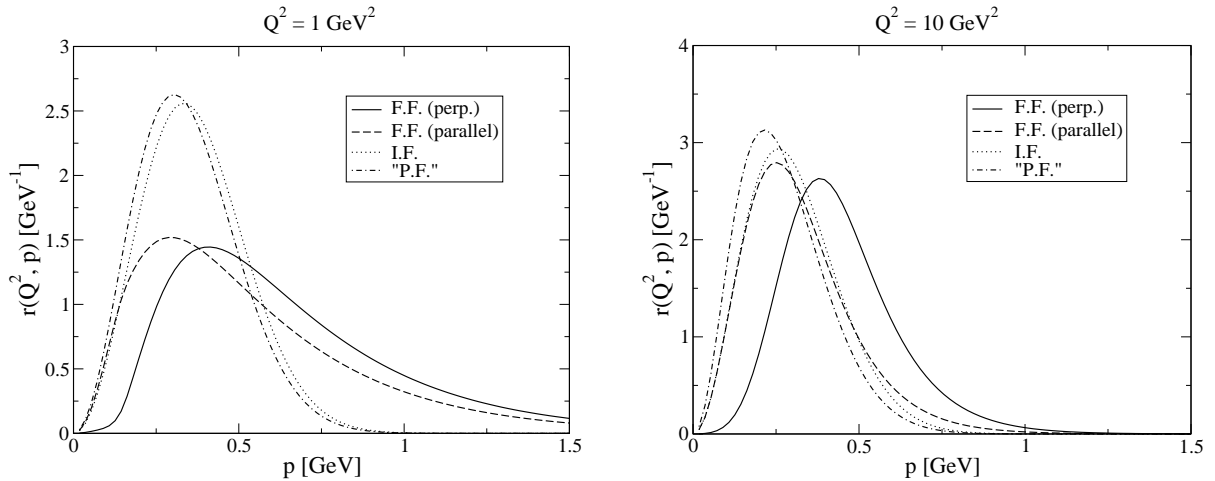 Q² = 1 GeV²
3
2.5
2
1.5
1
0.5
0
r(Q², p) [GeV⁻¹]
F.F. (perp.)
F.F. (parallel)
I.F.
"P.F."
0 0.5 1 1.5
p [GeV]
Q² = 10 GeV²
4
3
2
1
0
r(Q², p) [GeV⁻¹]
F.F. (perp.)
F.F. (parallel)
I.F.
"P.F."
0 0.5 1 1.5
p [GeV]